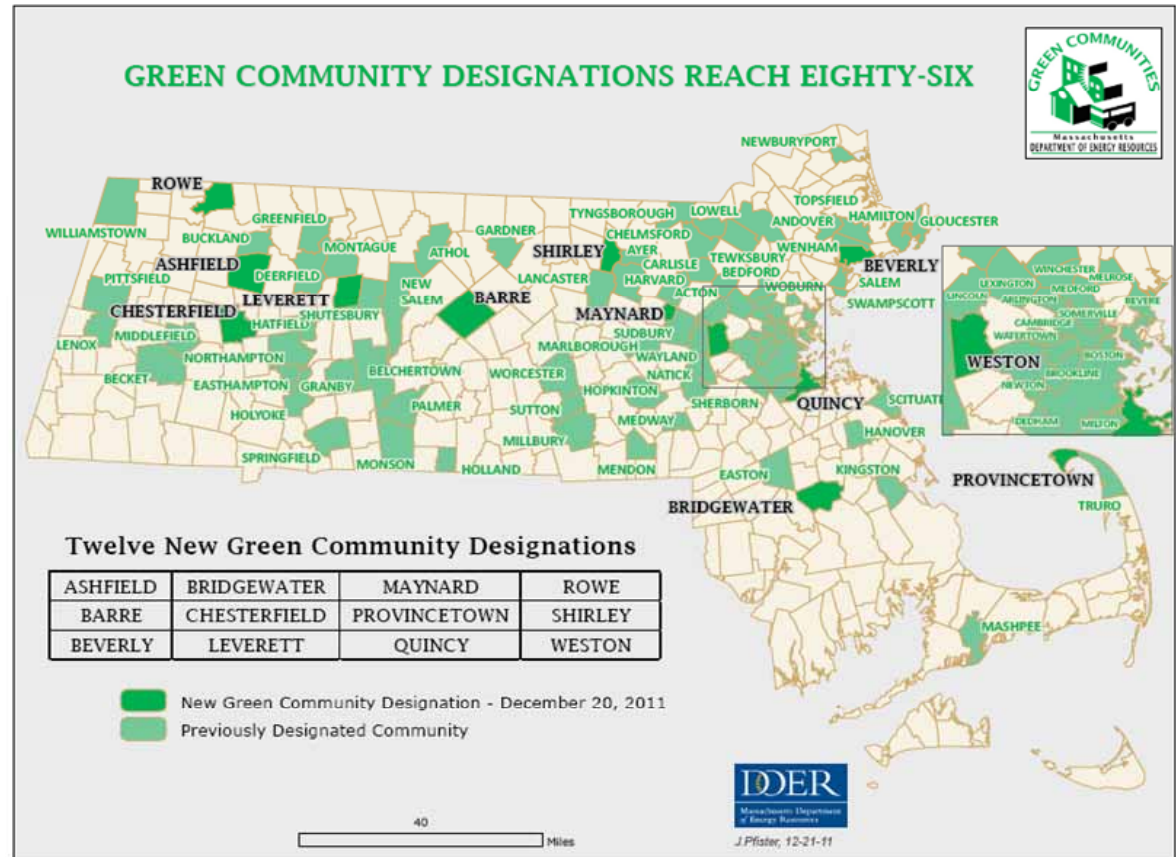 GREEN COMMUNITY DESIGNATIONS REACH EIGHTY-SIX
GREEN COMMUNITIES
Massachusetts
DEPARTMENT OF ENERGY RESOURCES
NEWBURYPORT
ROWE
WILLIAMSTOWN
GREENFIELD
BUCKLAND
MONTAGUE
ATHOL
GARDNER
TYNGSBOROUGH
LOWELL
TOPSFIELD
ANDOVER
HAMILTON
GLOUCESTER
SHIRLEY
CHELMSFORD
AYER
WENHAM
ASHFIELD
DEERFIELD
PITTSFIELD
LEVERETT
NEW
SALEM
LANCASTER
CARLISLE
HARVARD
TEWKSBURY
BEDFORD
BEVERLY
SALEM
ACTON
WOBURN
SWAMPSCOTT
CHESTERFIELD
HATFIELD
SHUTESBURY
BARRE
MAYNARD
SUDBURY
MARLBOROUGH
WAYLAND
LENOX
MIDDLEFIELD
NORTHAMPTON
BECKET
EASTHAMPTON
GRANBY
BELCHERTOWN
WORCESTER
HOPKINTON
NATICK
HOLYOKE
PALMER
SUTTON
MEDWAY
SHERBORN
QUINCY
SCITUATE
HANOVER
SPRINGFIELD
MONSON
HOLLAND
MILLBURY
MENDON
EASTON
KINGSTON
BRIDGEWATER
WINCHESTER
LEXINGTON
MELROSE
LINCOLN
ARLINGTON
MEDFORD
REVERE
SOMERVILLE
CAMBRIDGE
WATERTOWN
WESTON
BOSTON
BROOKLINE
NEWTON
DEDHAM
MILTON
PROVINCETOWN
TRURO
MASHPEE
Twelve New Green Community Designations
ASHFIELD BRIDGEWATER MAYNARD ROWE
BARRE CHESTERFIELD PROVINCETOWN SHIRLEY
BEVERLY LEVERETT QUINCY WESTON
New Green Community Designation - December 20, 2011
Previously Designated Community
40
Miles
DOER
Massachusetts Department
of Energy Resources
J.Pfister, 12-21-11